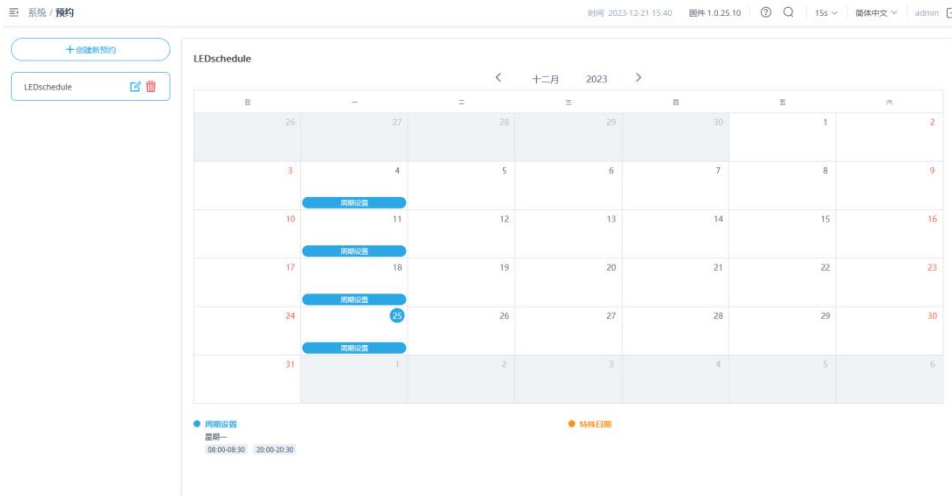 系统 / 预约
时间 2023-12-21 15:40 固件 1.0.25.10 15s 简体中文 admin
创建新预约
LEDschedule
LEDschedule
十二月 2023
日 一 二 三 四 五 六
26 27 28 29 30 1 2
3 4 5 6 7 8 9
周期设置
10 11 12 13 14 15 16
周期设置
17 18 19 20 21 22 23
周期设置
24 25 26 27 28 29 30
周期设置
31 1 2 3 4 5 6
周期设置 特殊日期
星期一
08:00-08:30 20:00-20:30